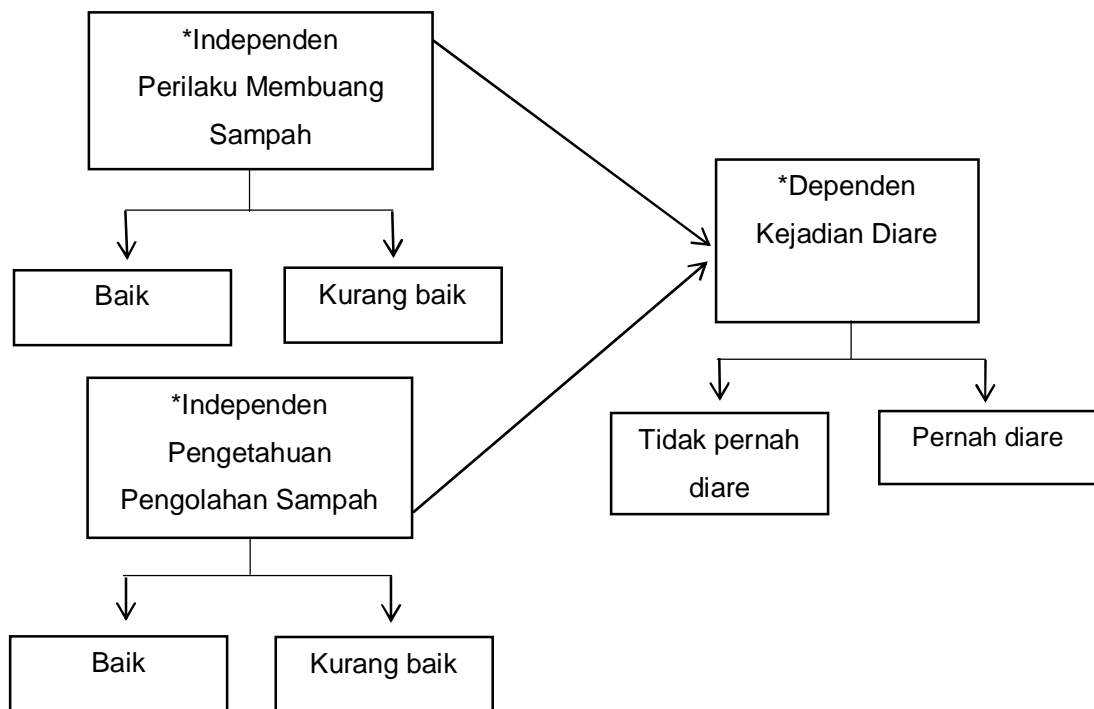 *Independen
Perilaku Membuang
Sampah
Baik
Kurang baik
*Independen
Pengetahuan
Pengolahan Sampah
Baik
Kurang baik
*Dependen
Kejadian Diare
Tidak pernah
diare
Pernah diare